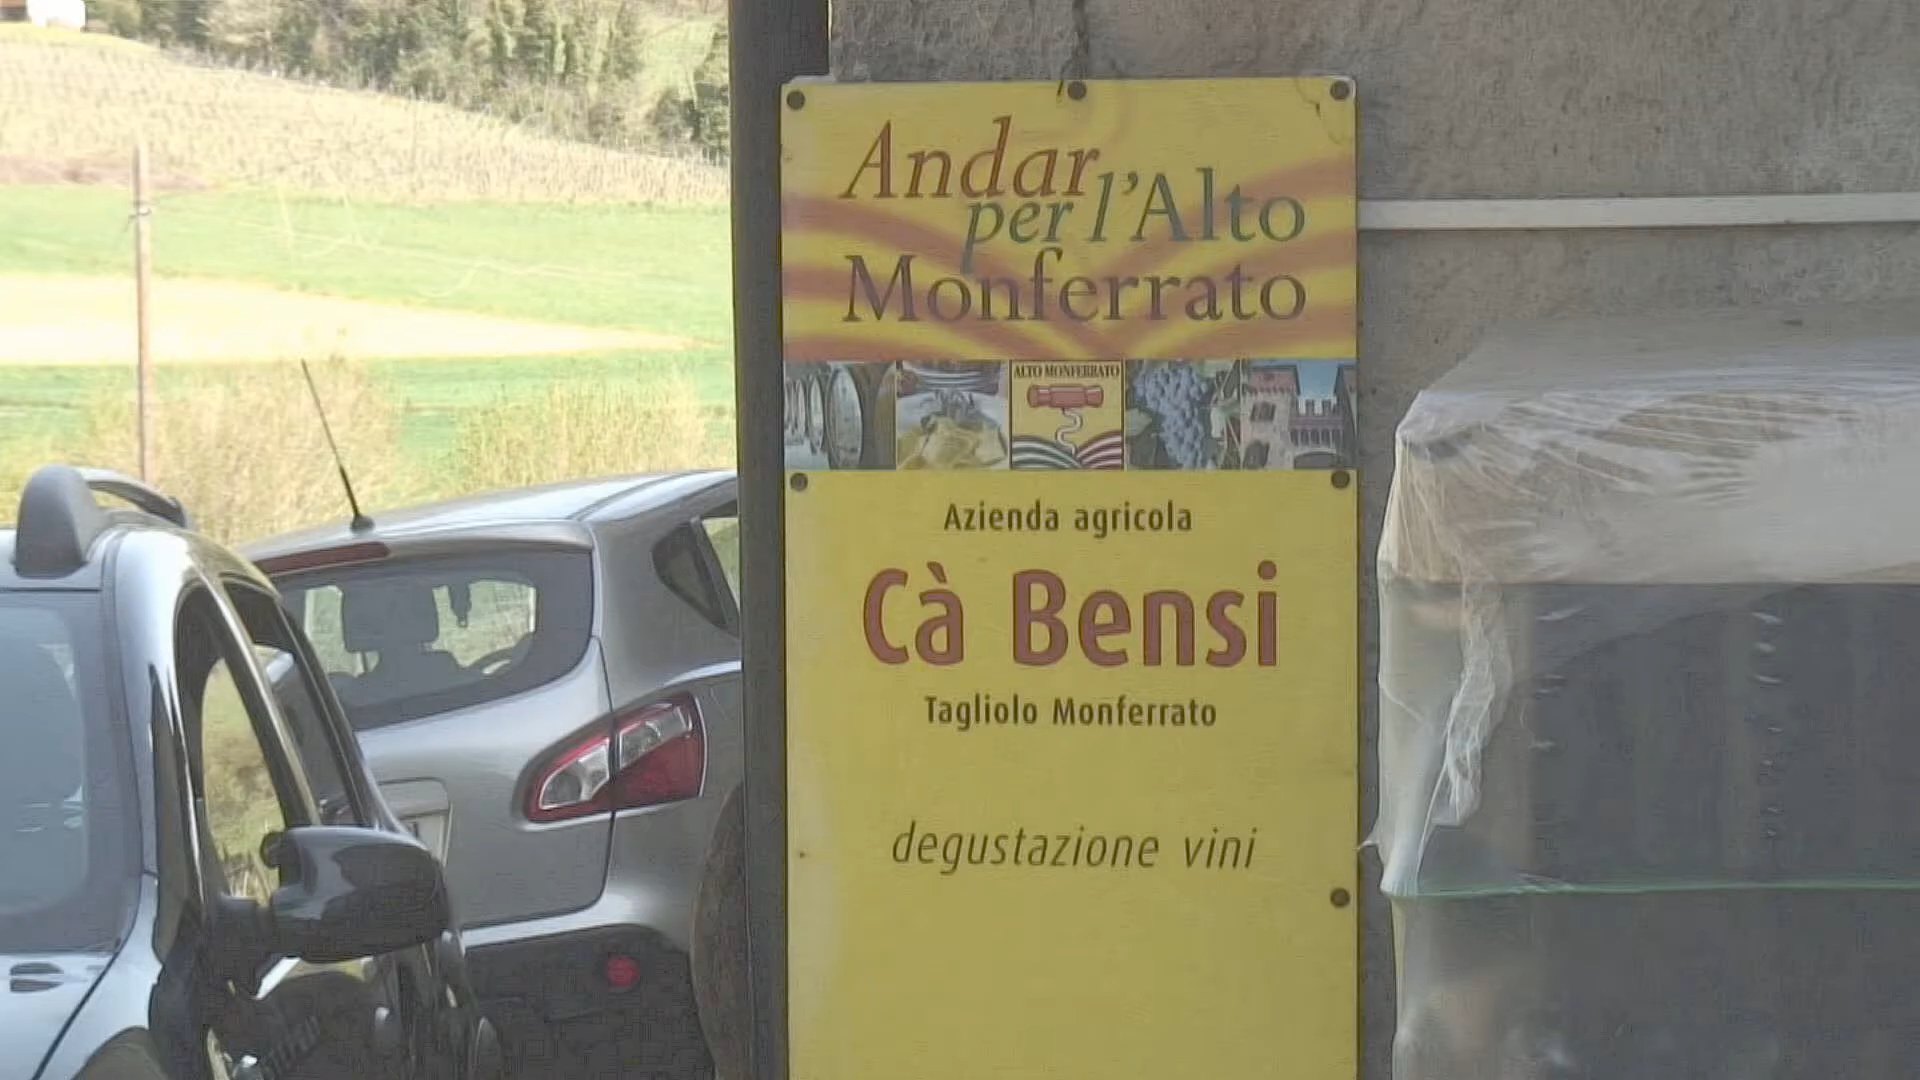 Andar
per l'Alto
Monferrato
ALTO MONFERRATO
Azienda agricola
Cà Bensi
Tagliolo Monferrato
degustazione vini